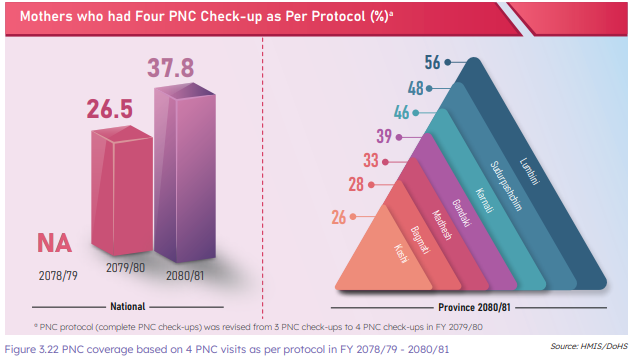 Mothers who had Four PNC Check-up as Per Protocol (%)ᵃ
37.8
26.5
NA
2078/79
2079/80
2080/81
National
56
48
46
39
33
28
26
Koshi
Bagmati
Madhesh
Gandaki
Karnali
Sudurpashchim
Lumbini
Province 2080/81
ᵃ PNC protocol (complete PNC check-ups) was revised from 3 PNC check-ups to 4 PNC check-ups in FY 2079/80
Figure 3.22 PNC coverage based on 4 PNC visits as per protocol in FY 2078/79 - 2080/81
Source: HMIS/DoHS